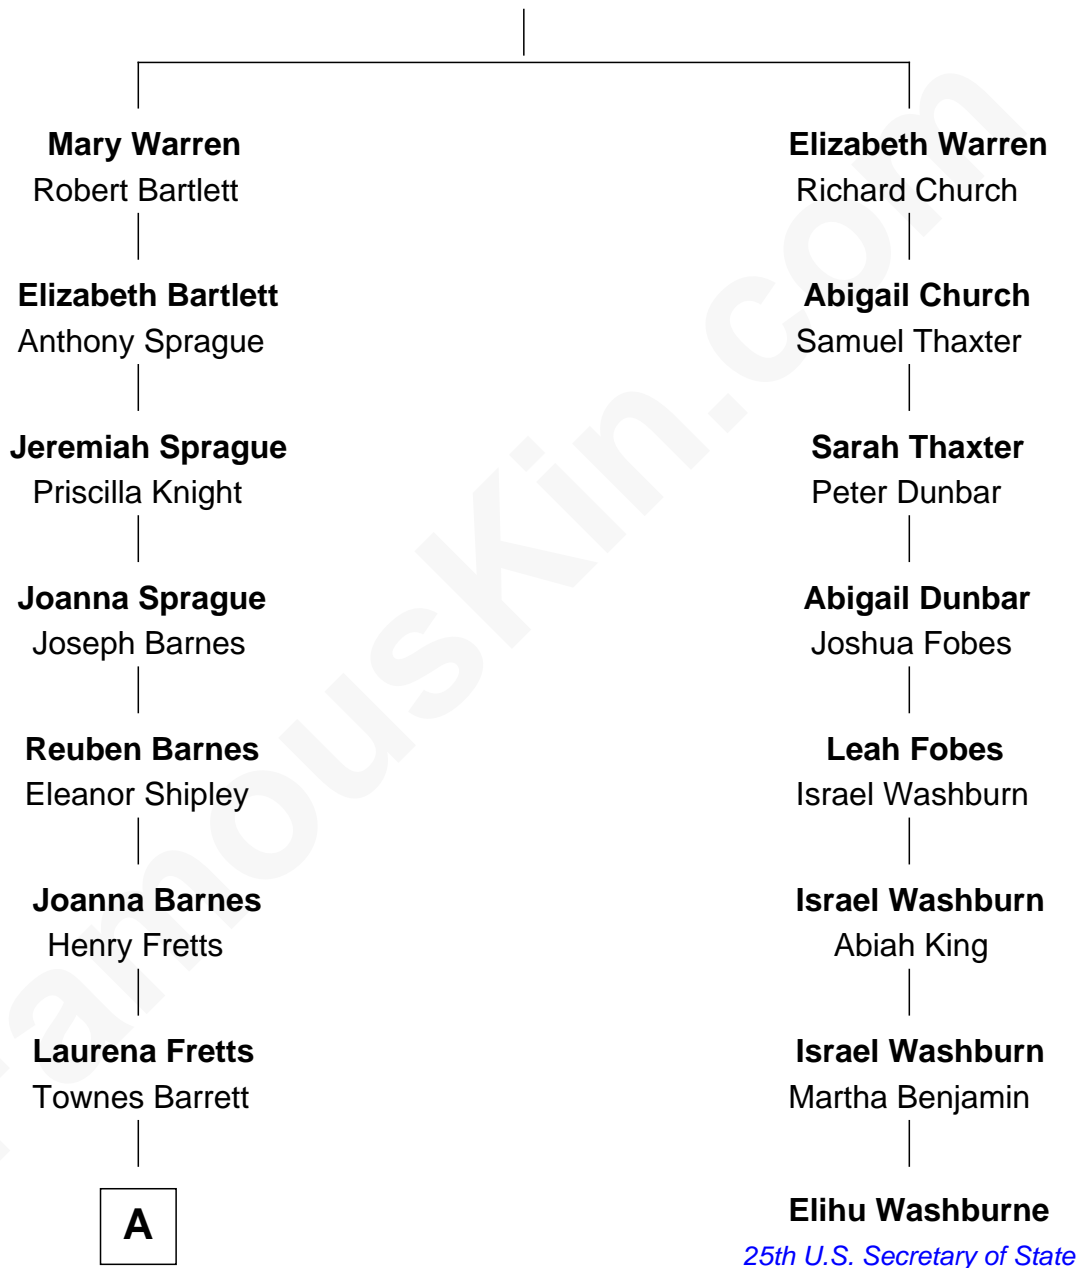 Mary Warren
Robert Bartlett
Elizabeth Warren
Richard Church
Elizabeth Bartlett
Anthony Sprague
Abigail Church
Samuel Thaxter
Jeremiah Sprague
Priscilla Knight
Sarah Thaxter
Peter Dunbar
Joanna Sprague
Joseph Barnes
Abigail Dunbar
Joshua Fobes
Reuben Barnes
Eleanor Shipley
Leah Fobes
Israel Washburn
Joanna Barnes
Henry Fretts
Israel Washburn
Abiah King
Laurena Fretts
Townes Barrett
Israel Washburn
Martha Benjamin
A
Elihu Washburne
25th U.S. Secretary of State
FamousKin.com